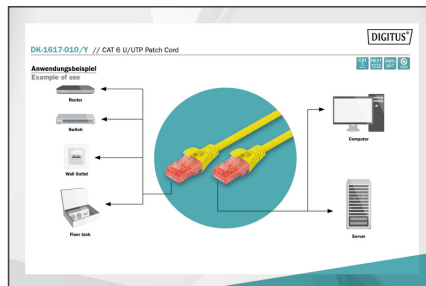 DIGITUS®
DK-1617-010/Y // CAT 6 U/UTP Patch Cord
Anwendungsbeispiel
Example of use
Router
Switch
Wall Outlet
Floor tank
Computer
Server